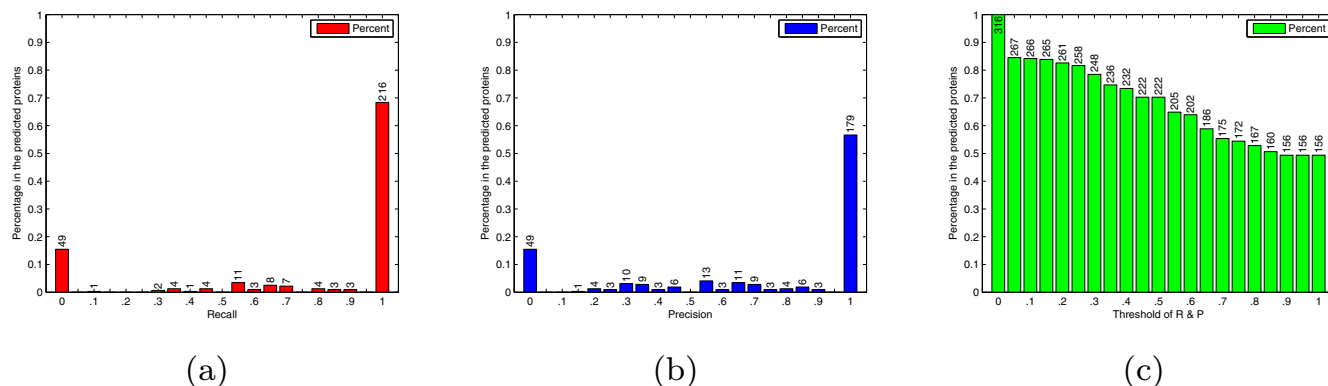 Percent
1
0.9
0.8
0.7
0.6
0.5
0.4
0.3
0.2
0.1
0
Percentage in the predicted proteins
49 1 2 4 1 4 11 3 8 7 4 3 3 216
0 .1 .2 .3 .4 .5 .6 .7 .8 .9 1
Recall
(a)
Percent
1
0.9
0.8
0.7
0.6
0.5
0.4
0.3
0.2
0.1
0
Percentage in the predicted proteins
49 1 4 3 10 9 3 6 13 3 11 9 3 4 6 3 179
0 .1 .2 .3 .4 .5 .6 .7 .8 .9 1
Precision
(b)
Percent
1
0.9
0.8
0.7
0.6
0.5
0.4
0.3
0.2
0.1
0
Percentage in the predicted proteins
316 267 266 265 261 258 248 236 232 222 222 205 202 186 175 172 167 160 156 156 156
0 .1 .2 .3 .4 .5 .6 .7 .8 .9 1
Threshold of R & P
(c)